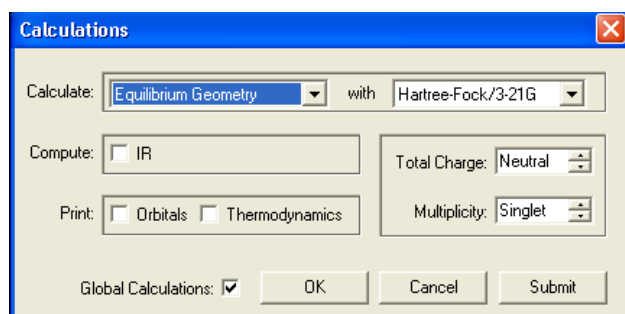 Calculations
Calculate: Equilibrium Geometry with Hartree-Fock/3-21G
Compute: IR Total Charge: Neutral
Print: Orbitals Thermodynamics Multiplicity: Singlet
Global Calculations: OK Cancel Submit